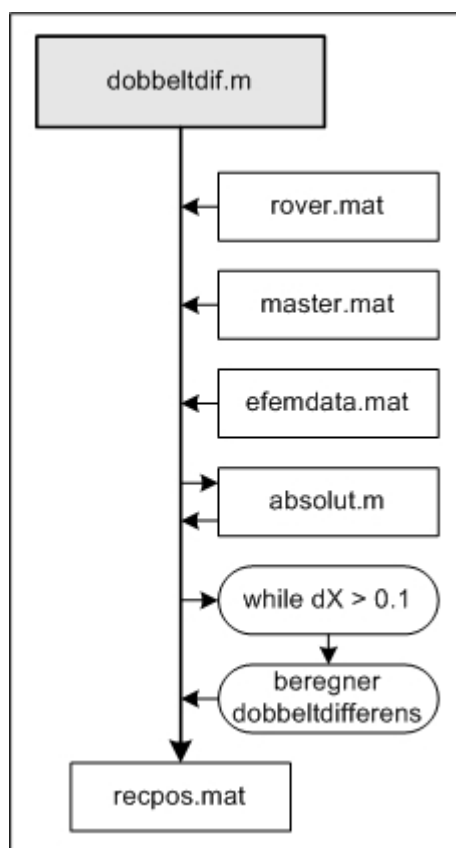 dobbeltdif.m
rover.mat
master.mat
efemdata.mat
absolut.m
while dX > 0.1
beregner
dobbeltdifferens
recpos.mat